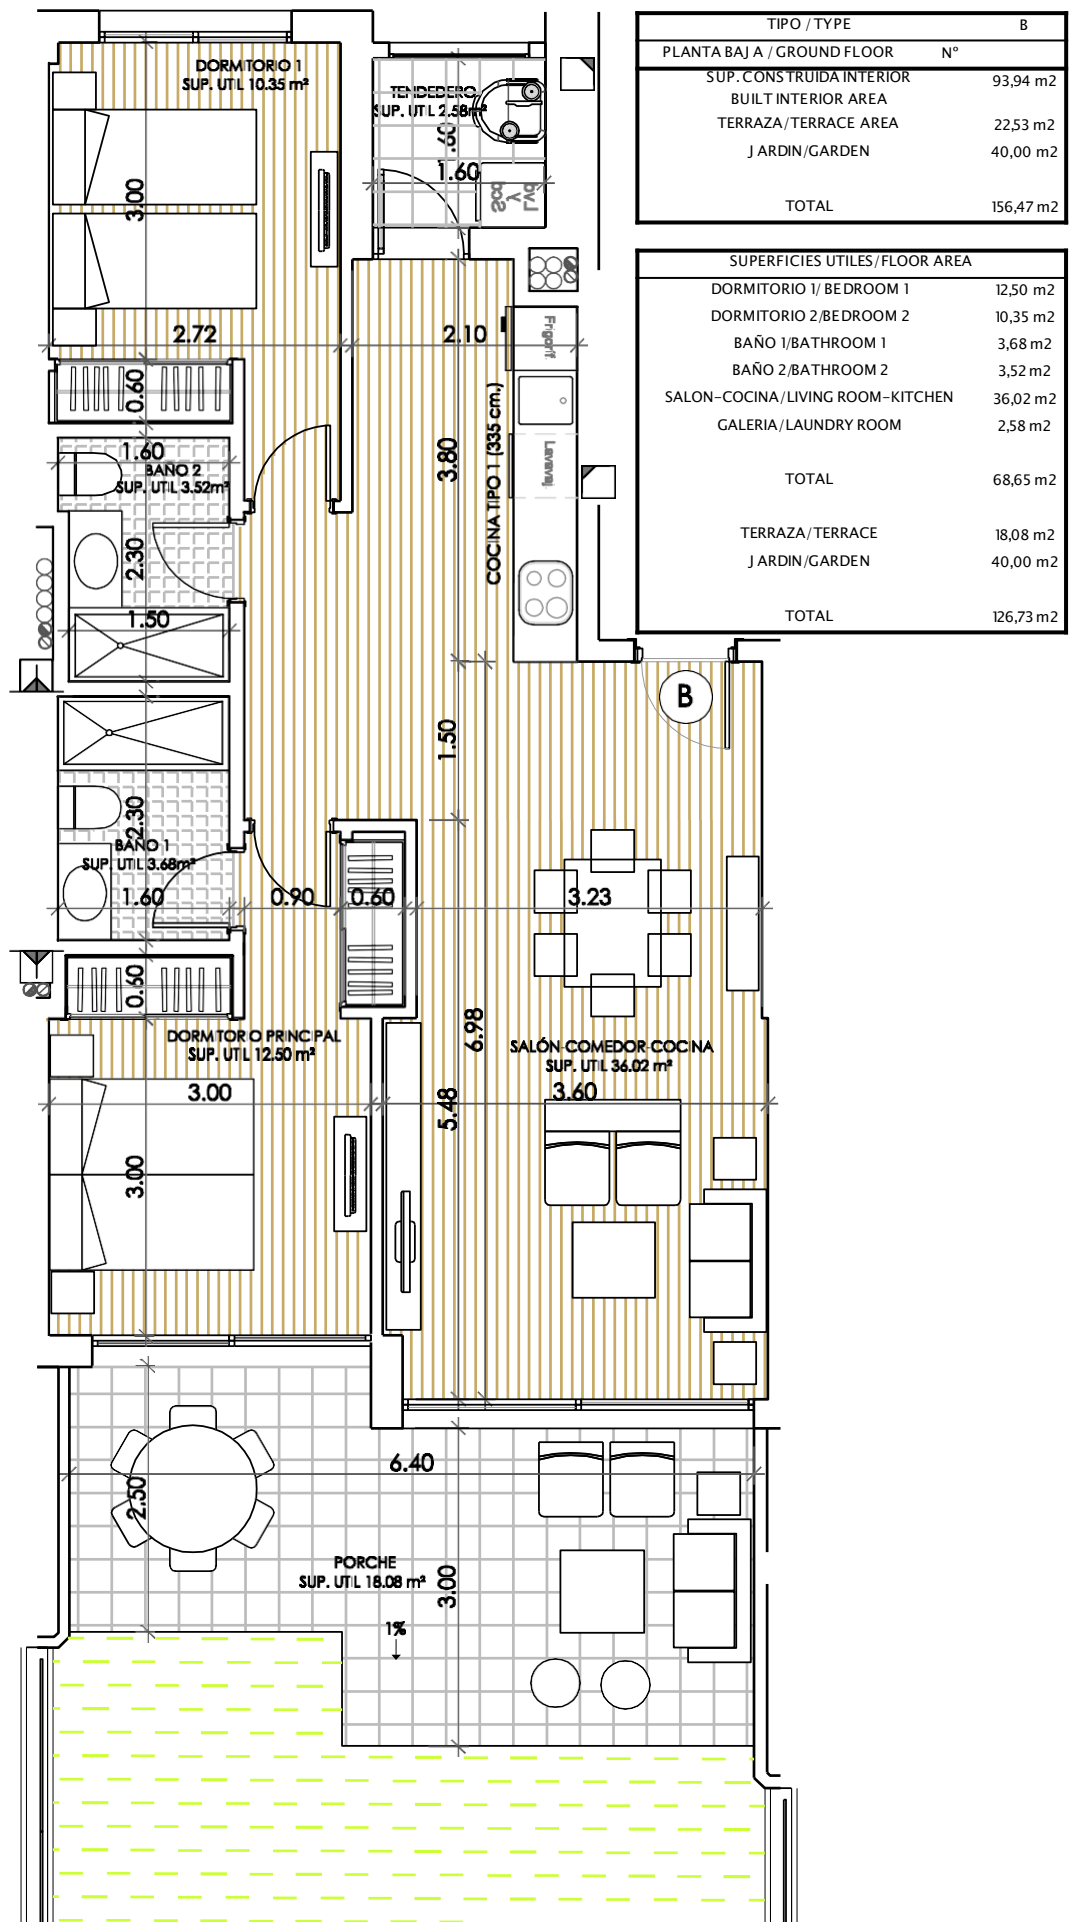 TIPO / TYPE B
PLANTA BAJA / GROUND FLOOR Nº
SUP. CONSTRUIDA INTERIOR 93,94 m2
BUILT INTERIOR AREA
TERRAZA/TERRACE AREA 22,53 m2
JARDIN/GARDEN 40,00 m2
TOTAL 156,47 m2
SUPERFICIES UTILES/FLOOR AREA
DORMITORIO 1/ BEDROOM 1 12,50 m2
DORMITORIO 2/BEDROOM 2 10,35 m2
BAÑO 1/BATHROOM 1 3,68 m2
BAÑO 2/BATHROOM 2 3,52 m2
SALON-COCINA/LIVING ROOM-KITCHEN 36,02 m2
GALERIA/LAUNDRY ROOM 2,58 m2
TOTAL 68,65 m2
TERRAZA/TERRACE 18,08 m2
JARDIN/GARDEN 40,00 m2
TOTAL 126,73 m2
DORMITORIO 1
SUP. UTIL 10.35 m²
TENDEDERO
SUP. UTIL 2.58m²
.60
1.60
Lav
y
Sca
3.00
2.72
2.10
Frigorif
0.60
COCINA TIPO 1 (335 cm.)
3.80
Lavavaj
1.60
BAÑO 2
SUP. UTIL 3.52m²
2.30
1.50
B
1.50
2.30
BAÑO 1
SUP. UTIL 3.68m²
1.60
0.90
0.60
3.23
0.60
6.98
DORMITORIO PRINCIPAL
SUP. UTIL 12.50 m²
SALÓN-COMEDOR-COCINA
SUP. UTIL 36.02 m²
3.00
5.48
3.60
3.00
6.40
2.50
PORCHE
SUP. UTIL 18.08 m²
3.00
1%